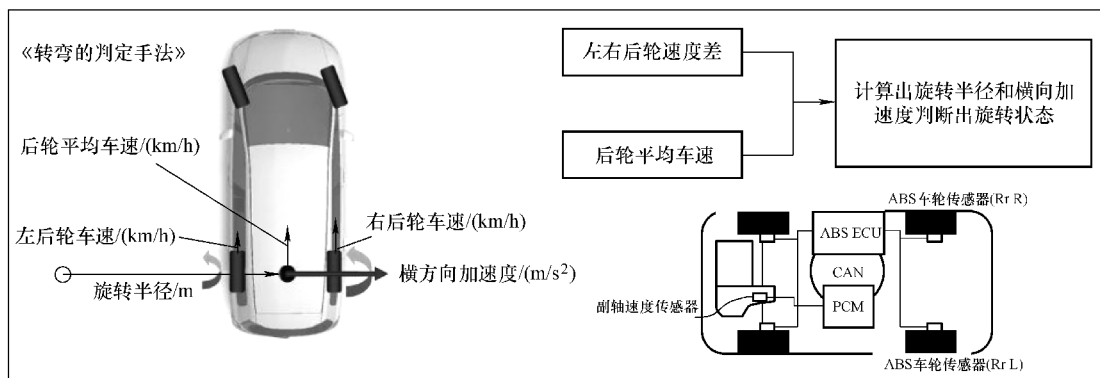 《转弯的判定手法》
后轮平均车速/(km/h)
左后轮车速/(km/h)
右后轮车速/(km/h)
旋转半径/m
横方向加速度/(m/s²)
左右后轮速度差
后轮平均车速
计算出旋转半径和横向加
速度判断出旋转状态
ABS车轮传感器(Rr R)
ABS ECU
CAN
副轴速度传感器
PCM
ABS车轮传感器(Rr L)